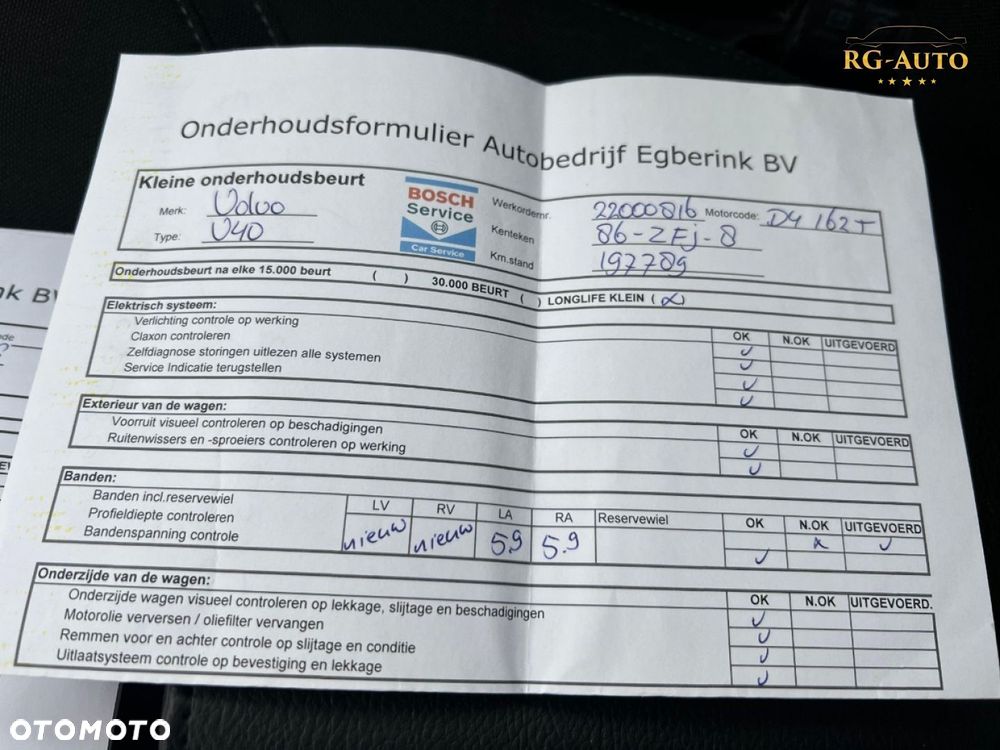 RG-AUTO
Onderhoudsformulier Autobedrijf Egberink BV
Kleine onderhoudsbeurt
Merk: Volvo
Type: V40
BOSCH
Service
Car Service
Werkordernr. 22000816 Motorcode: D4162T
Kenteken 86-ZFJ-8
Km.stand 197789
Onderhoudsbeurt na elke 15.000 beurt ( ) 30.000 BEURT ( ) LONGLIFE KLEIN (x)
Elektrisch systeem: OK N.OK UITGEVOERD
Verlichting controle op werking ✓
Claxon controleren ✓
Zelfdiagnose storingen uitlezen alle systemen ✓
Service Indicatie terugstellen ✓
Exterieur van de wagen: OK N.OK UITGEVOERD
Voorruit visueel controleren op beschadigingen ✓
Ruitenwissers en -sproeiers controleren op werking ✓
Banden:
Banden incl.reservewiel LV RV LA RA Reservewiel OK N.OK UITGEVOERD
Profieldiepte controleren nieuw nieuw 5.9 5.9 x ✓
Bandenspanning controle ✓
Onderzijde van de wagen: OK N.OK UITGEVOERD.
Onderzijde wagen visueel controleren op lekkage, slijtage en beschadigingen ✓
Motorolie verversen / oliefilter vervangen ✓
Remmen voor en achter controle op slijtage en conditie ✓
Uitlaatsysteem controle op bevestiging en lekkage ✓
OTOMOTO